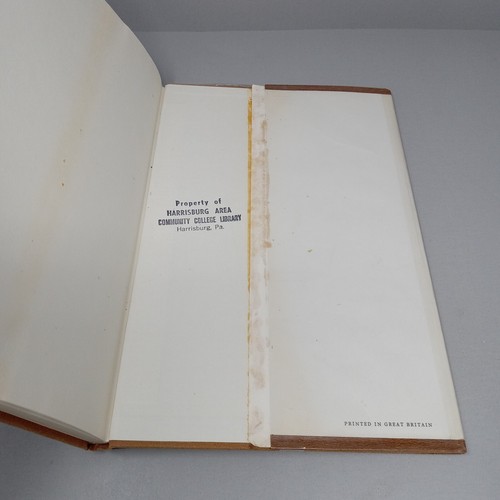 Property of
HARRISBURG AREA
COMMUNITY COLLEGE LIBRARY
Harrisburg, Pa.
PRINTED IN GREAT BRITAIN